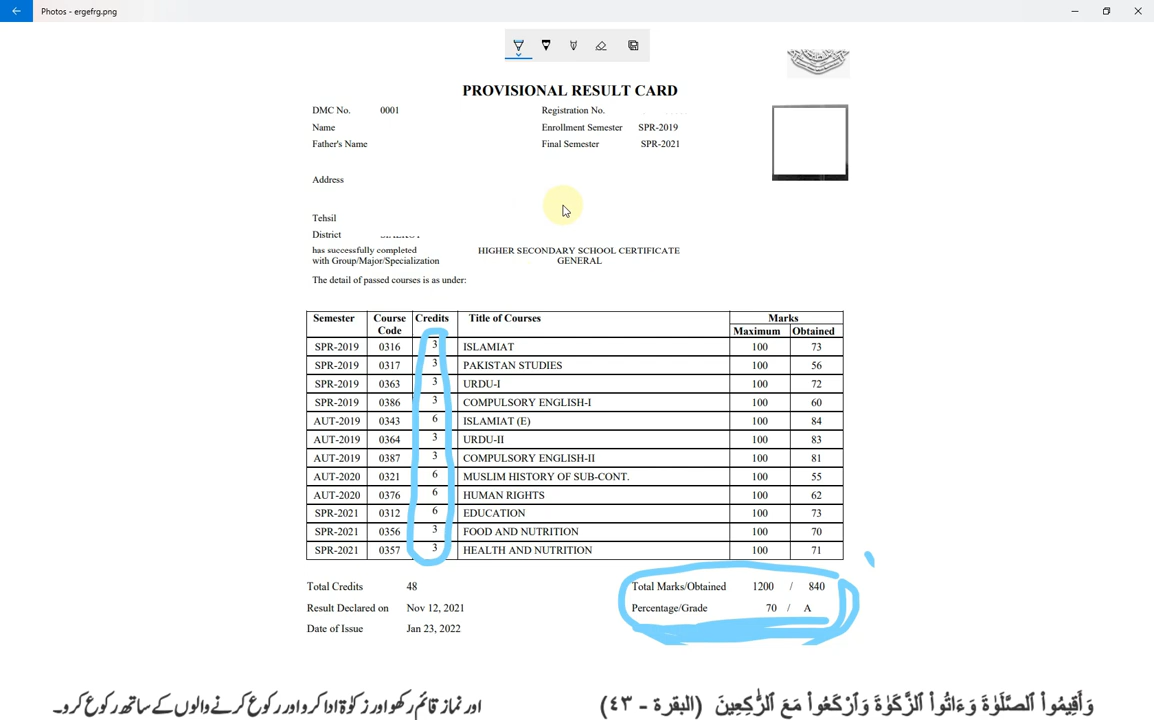 Photos - ergefrg.png
PROVISIONAL RESULT CARD
DMC No. 0001 Registration No.
Name Enrollment Semester SPR-2019
Father's Name Final Semester SPR-2021
Address
Tehsil
District
has successfully completed HIGHER SECONDARY SCHOOL CERTIFICATE
with Group/Major/Specialization GENERAL
The detail of passed courses is as under:
Semester Course Code Credits Title of Courses Marks
Maximum Obtained
SPR-2019 0316 3 ISLAMIAT 100 73
SPR-2019 0317 3 PAKISTAN STUDIES 100 56
SPR-2019 0363 3 URDU-I 100 72
SPR-2019 0386 3 COMPULSORY ENGLISH-I 100 60
AUT-2019 0343 6 ISLAMIAT (E) 100 84
AUT-2019 0364 3 URDU-II 100 83
AUT-2019 0387 3 COMPULSORY ENGLISH-II 100 81
AUT-2020 0321 6 MUSLIM HISTORY OF SUB-CONT. 100 55
AUT-2020 0376 6 HUMAN RIGHTS 100 62
SPR-2021 0312 6 EDUCATION 100 73
SPR-2021 0356 3 FOOD AND NUTRITION 100 70
SPR-2021 0357 3 HEALTH AND NUTRITION 100 71
Total Credits 48 Total Marks/Obtained 1200 / 840
Result Declared on Nov 12, 2021 Percentage/Grade 70 / A
Date of Issue Jan 23, 2022
وَأَقِيمُوا۟ ٱلصَّلَوٰةَ وَءَاتُوا۟ ٱلزَّكَوٰةَ وَٱرْكَعُوا۟ مَعَ ٱلرَّٰكِعِينَ (البقرة - ٤٣)
اور نماز قائم رکھو اور زکوٰۃ ادا کرو اور رکوع کرنے والوں کے ساتھ رکوع کرو۔